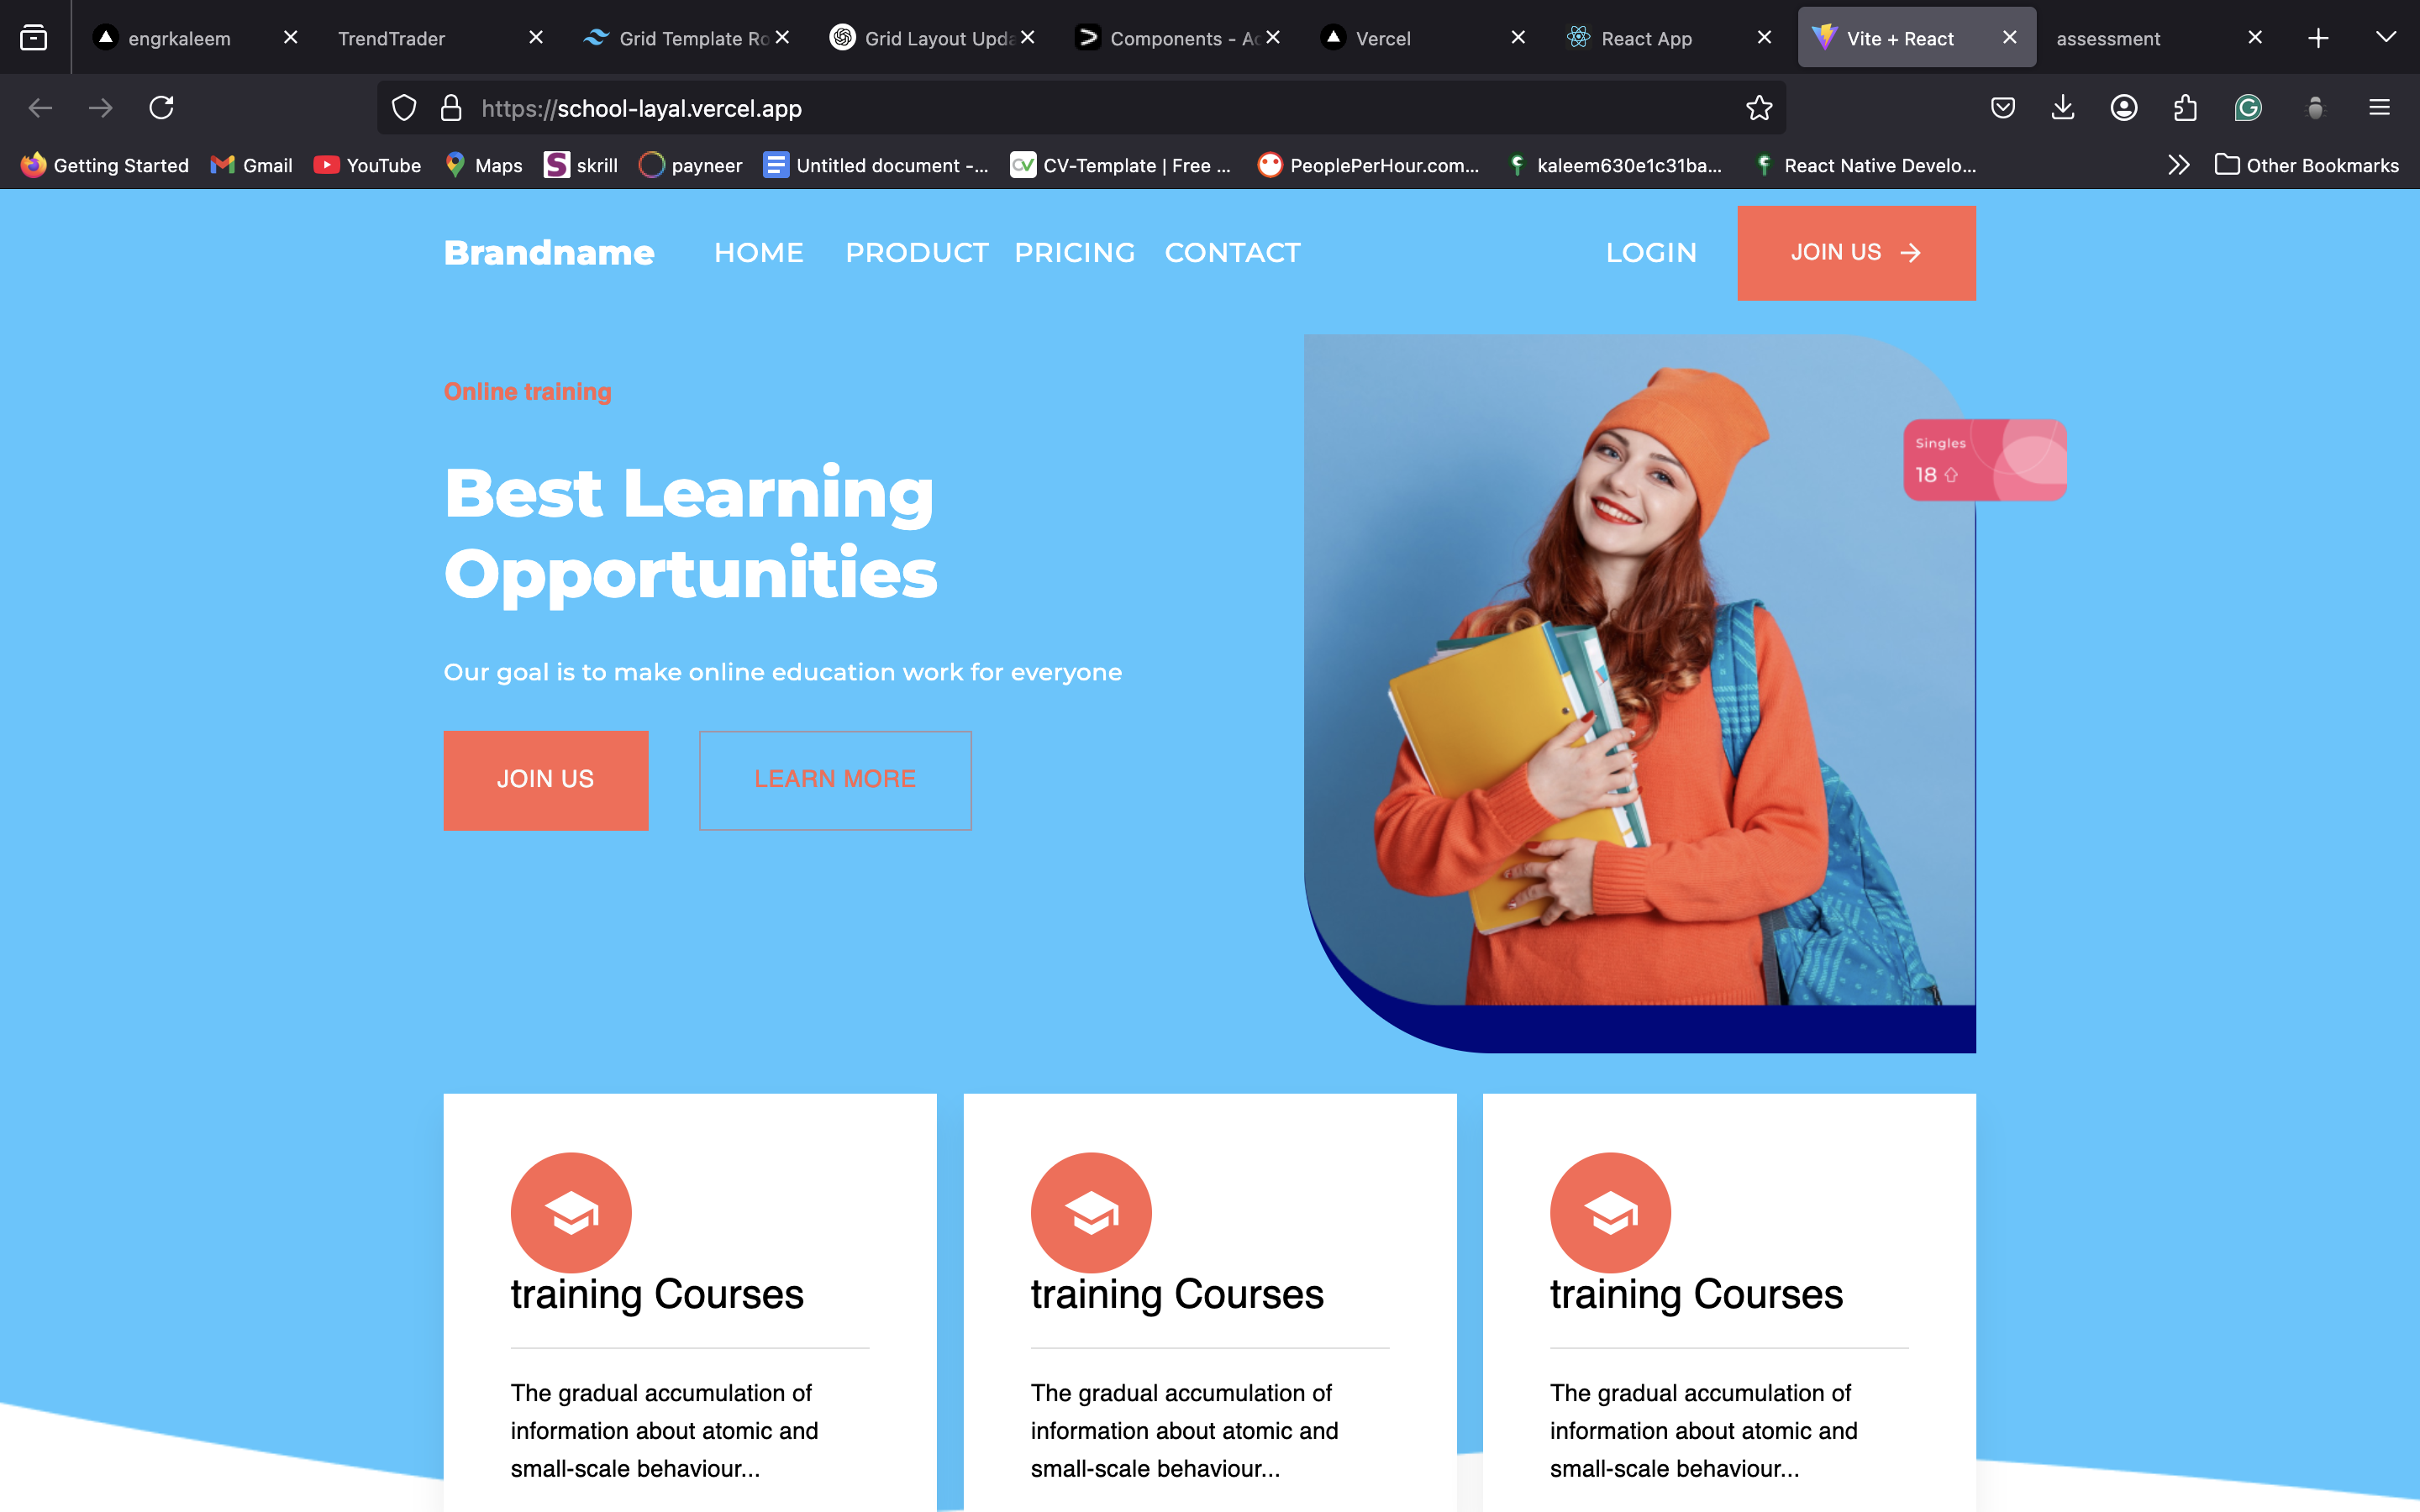 engrkaleem
TrendTrader
Grid Template Ro
Grid Layout Upda
Components - Ac
Vercel
React App
Vite + React
assessment
https://school-layal.vercel.app
Getting Started
Gmail
YouTube
Maps
skrill
payneer
Untitled document -...
CV-Template | Free ...
PeoplePerHour.com...
kaleem630e1c31ba...
React Native Develo...
Other Bookmarks
Brandname
HOME
PRODUCT
PRICING
CONTACT
LOGIN
JOIN US
Online training
Best Learning
Opportunities
Our goal is to make online education work for everyone
JOIN US
LEARN MORE
Singles
18
training Courses
The gradual accumulation of
information about atomic and
small-scale behaviour...
training Courses
The gradual accumulation of
information about atomic and
small-scale behaviour...
training Courses
The gradual accumulation of
information about atomic and
small-scale behaviour...